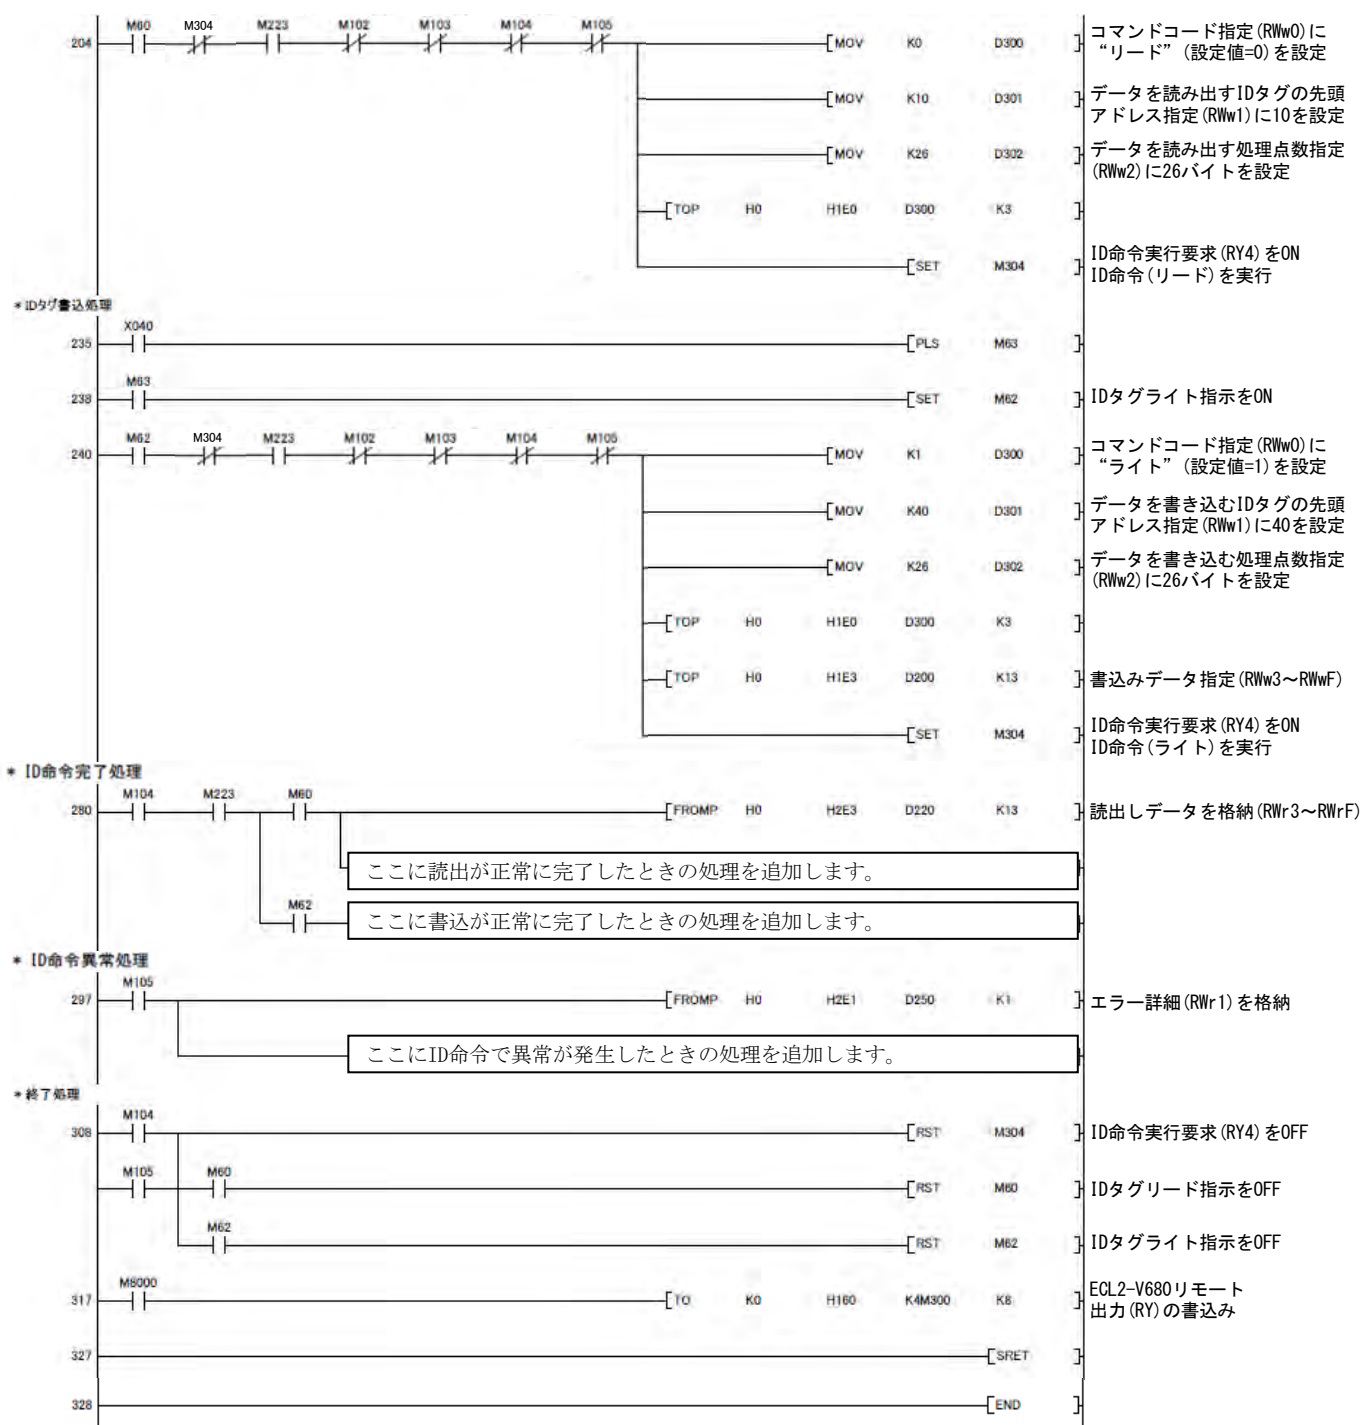 M60 M304 M223 M102 M103 M104 M105
204 MOV K0 D300 コマンドコード指定(RWw0)に
“リード”(設定値=0)を設定
MOV K10 D301 データを読み出すIDタグの先頭
アドレス指定(RWw1)に10を設定
MOV K26 D302 データを読み出す処理点数指定
(RWw2)に26バイトを設定
TOP H0 H1E0 D300 K3
SET M304 ID命令実行要求(RY4)をON
ID命令(リード)を実行
*IDタグ書込処理
X040
235 PLS M63
M63
238 SET M62 IDタグライト指示をON
M62 M304 M223 M102 M103 M104 M105
240 MOV K1 D300 コマンドコード指定(RWw0)に
“ライト”(設定値=1)を設定
MOV K40 D301 データを書き込むIDタグの先頭
アドレス指定(RWw1)に40を設定
MOV K26 D302 データを書き込む処理点数指定
(RWw2)に26バイトを設定
TOP H0 H1E0 D300 K3
TOP H0 H1E3 D200 K13 書込みデータ指定(RWw3~RWwF)
SET M304 ID命令実行要求(RY4)をON
ID命令(ライト)を実行
* ID命令完了処理
M104 M223 M60
280 FROMP H0 H2E3 D220 K13 読出しデータを格納(RWr3~RWrF)
ここに読出が正常に完了したときの処理を追加します。
M62
ここに書込が正常に完了したときの処理を追加します。
* ID命令異常処理
M105
297 FROMP H0 H2E1 D250 K1 エラー詳細(RWr1)を格納
ここにID命令で異常が発生したときの処理を追加します。
*終了処理
M104
308 RST M304 ID命令実行要求(RY4)をOFF
M105 M60
RST M60 IDタグリード指示をOFF
M62
RST M62 IDタグライト指示をOFF
M8000
317 TO K0 H160 K4M300 K8 ECL2-V680リモート
出力(RY)の書込み
327 SRET
328 END